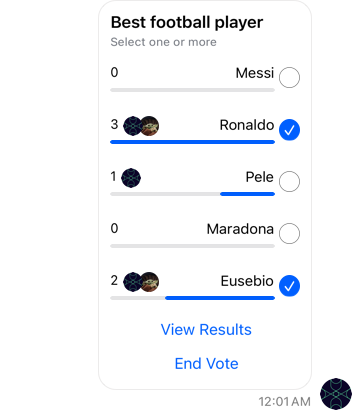 Best football player
Select one or more
0 Messi
3 Ronaldo
1 Pele
0 Maradona
2 Eusebio
View Results
End Vote
12:01 AM